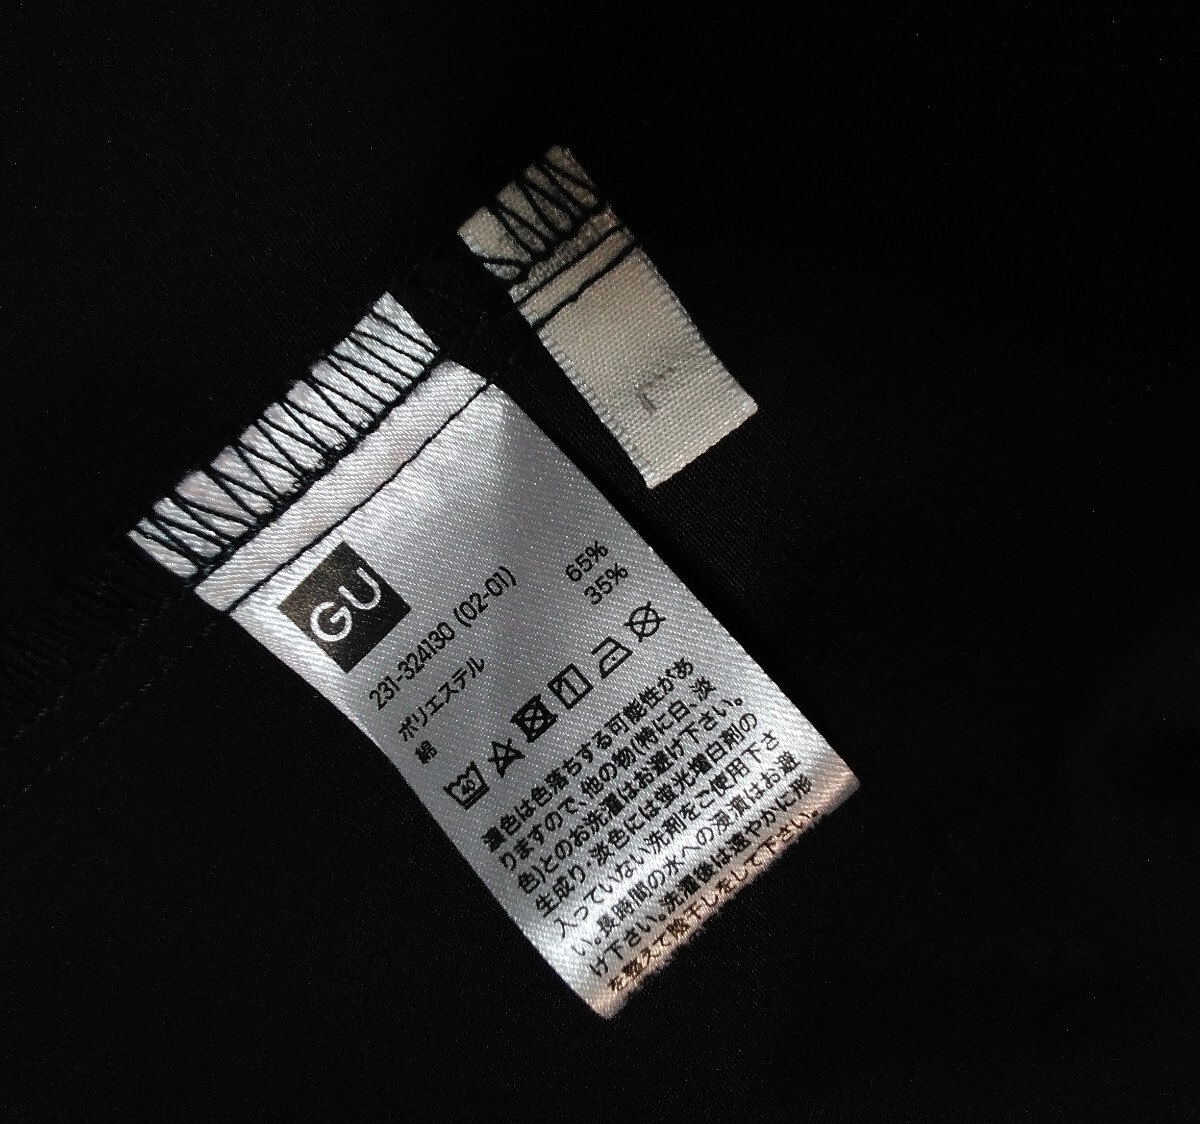 GU
231-324130 (02-01)
ポリエステル 65%
綿 35%
40
濃色は色落ちする可能性があ
りますので、他の物(特に白、淡
色)とのお洗濯はお避け下さい。
生成り・淡色には蛍光増白剤の
入っていない洗剤をご使用下さ
い。長時間の水への浸漬はお避
け下さい。洗濯後は速やかに形
を整えて陰干しをして下さい。